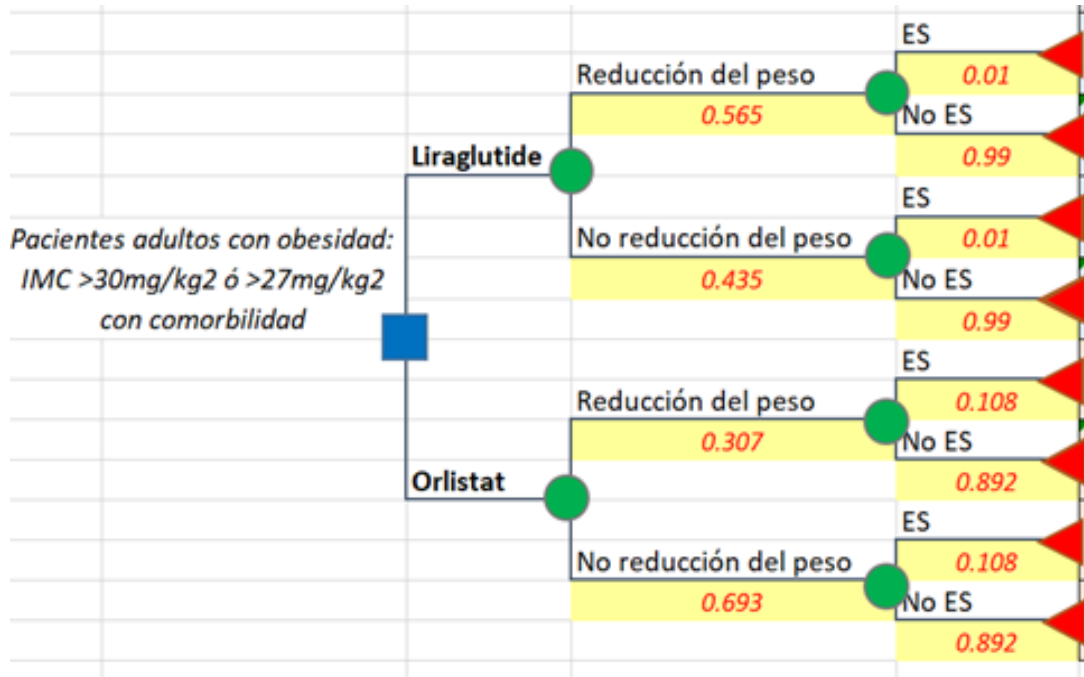 ES
Reducción del peso
0.01
0.565
No ES
Liraglutide
0.99
ES
No reducción del peso
0.01
0.435
No ES
0.99
Pacientes adultos con obesidad:
IMC >30mg/kg2 ó >27mg/kg2
con comorbilidad
ES
Reducción del peso
0.108
0.307
No ES
Orlistat
0.892
ES
No reducción del peso
0.108
0.693
No ES
0.892